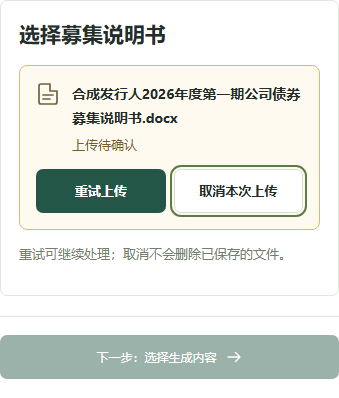 选择募集说明书
合成发行人2026年度第一期公司债券
募集说明书.docx
上传待确认
重试上传
取消本次上传
重试可继续处理；取消不会删除已保存的文件。
下一步：选择生成内容 →